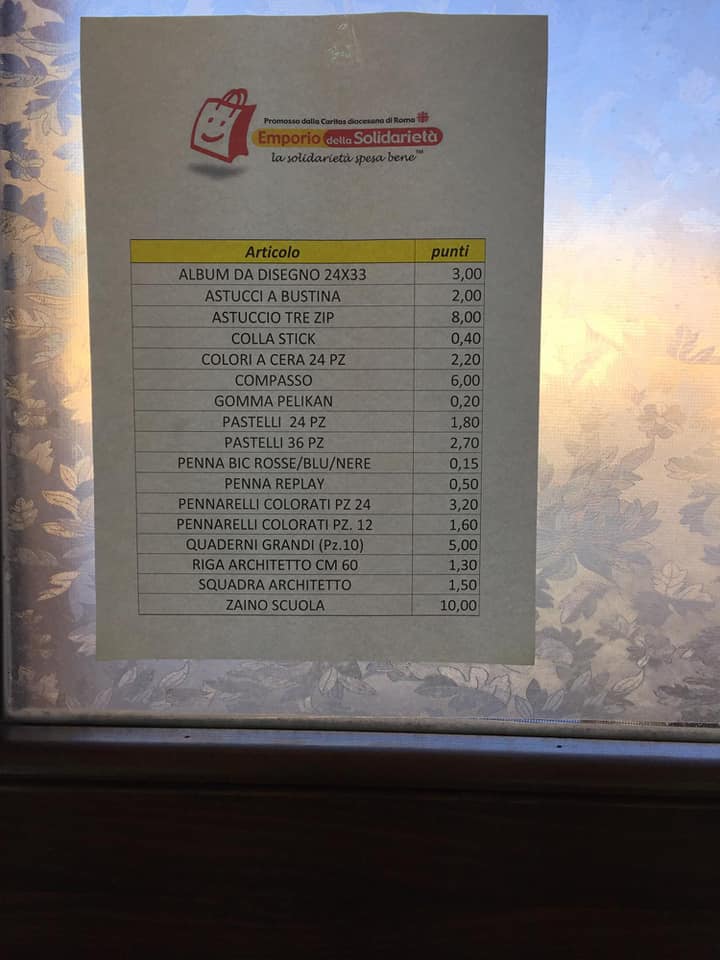 Promosso dalla Caritas diocesana di Roma
Emporio della Solidarietà
la solidarietà spesa bene™
Articolo punti
ALBUM DA DISEGNO 24X33 3,00
ASTUCCI A BUSTINA 2,00
ASTUCCIO TRE ZIP 8,00
COLLA STICK 0,40
COLORI A CERA 24 PZ 2,20
COMPASSO 6,00
GOMMA PELIKAN 0,20
PASTELLI 24 PZ 1,80
PASTELLI 36 PZ 2,70
PENNA BIC ROSSE/BLU/NERE 0,15
PENNA REPLAY 0,50
PENNARELLI COLORATI PZ 24 3,20
PENNARELLI COLORATI PZ. 12 1,60
QUADERNI GRANDI (Pz.10) 5,00
RIGA ARCHITETTO CM 60 1,30
SQUADRA ARCHITETTO 1,50
ZAINO SCUOLA 10,00